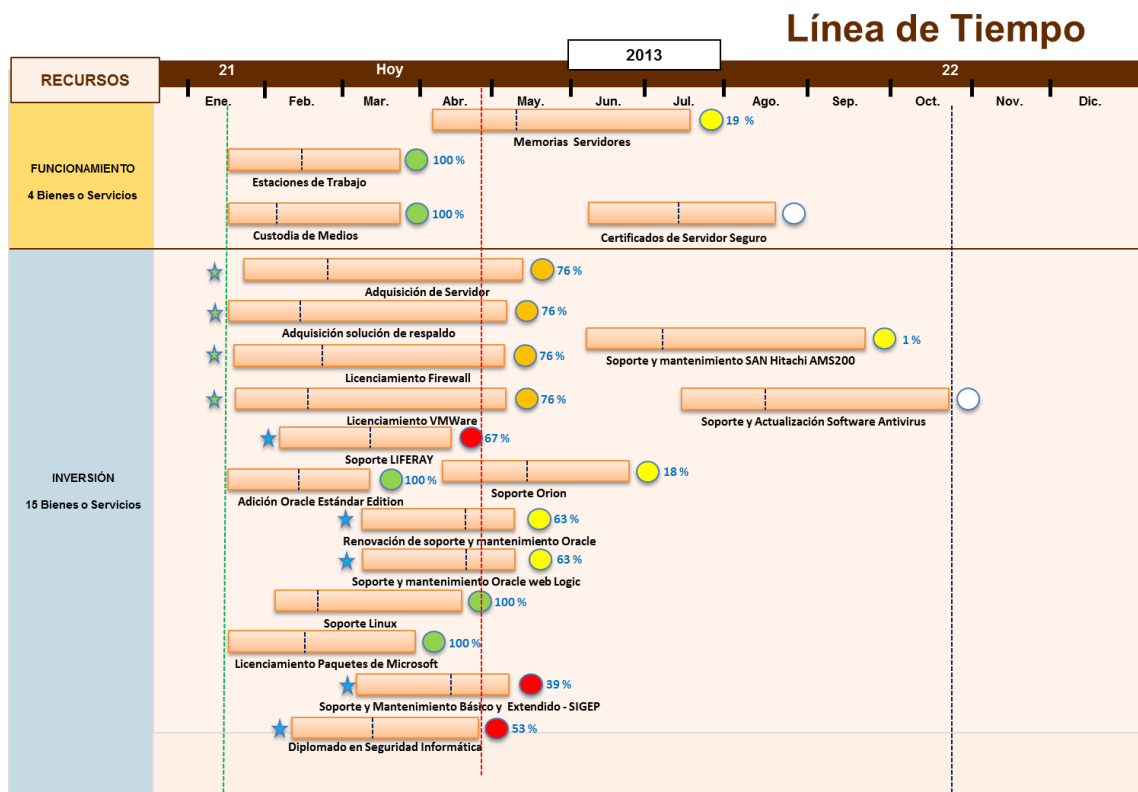 Línea de Tiempo
2013
RECURSOS
21
Hoy
22
Ene.
Feb.
Mar.
Abr.
May.
Jun.
Jul.
Ago.
Sep.
Oct.
Nov.
Dic.
FUNCIONAMIENTO
4 Bienes o Servicios
19 %
Memorias Servidores
100 %
Estaciones de Trabajo
100 %
Custodia de Medios
Certificados de Servidor Seguro
INVERSIÓN
15 Bienes o Servicios
76 %
Adquisición de Servidor
76 %
Adquisición solución de respaldo
1 %
Soporte y mantenimiento SAN Hitachi AMS200
76 %
Licenciamiento Firewall
76 %
Licenciamiento VMWare
Soporte y Actualización Software Antivirus
67 %
Soporte LIFERAY
100 %
Adición Oracle Estándar Edition
18 %
Soporte Orion
63 %
Renovación de soporte y mantenimiento Oracle
63 %
Soporte y mantenimiento Oracle web Logic
100 %
Soporte Linux
100 %
Licenciamiento Paquetes de Microsoft
39 %
Soporte y Mantenimiento Básico y Extendido - SIGEP
53 %
Diplomado en Seguridad Informática